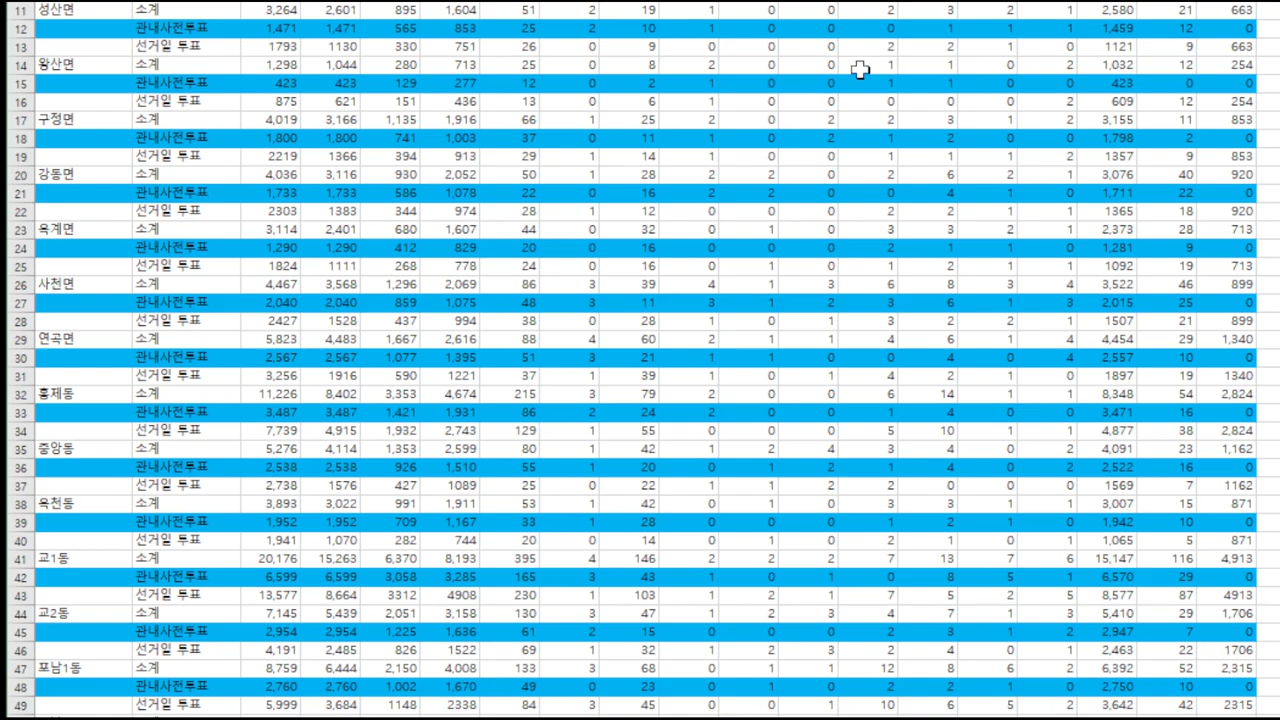 11 성산면 소계 3,264 2,601 895 1,604 51 2 19 1 0 0 2 3 2 1 2,580 21 663
12 관내사전투표 1,471 1,471 565 853 25 2 10 1 0 0 0 1 1 1 1,459 12 0
13 선거일 투표 1793 1130 330 751 26 0 9 0 0 0 2 2 1 0 1121 9 663
14 왕산면 소계 1,298 1,044 280 713 25 0 8 2 0 0 1 1 0 2 1,032 12 254
15 관내사전투표 423 423 129 277 12 0 2 1 0 0 1 1 0 0 423 0 0
16 선거일 투표 875 621 151 436 13 0 6 1 0 0 0 0 0 2 609 12 254
17 구정면 소계 4,019 3,166 1,135 1,916 66 1 25 2 0 2 2 3 1 2 3,155 11 853
18 관내사전투표 1,800 1,800 741 1,003 37 0 11 1 0 2 1 2 0 0 1,798 2 0
19 선거일 투표 2219 1366 394 913 29 1 14 1 0 0 1 1 1 2 1357 9 853
20 강동면 소계 4,036 3,116 930 2,052 50 1 28 2 2 0 2 6 2 1 3,076 40 920
21 관내사전투표 1,733 1,733 586 1,078 22 0 16 2 2 0 0 4 1 0 1,711 22 0
22 선거일 투표 2303 1383 344 974 28 1 12 0 0 0 2 2 1 1 1365 18 920
23 옥계면 소계 3,114 2,401 680 1,607 44 0 32 0 1 0 3 3 2 1 2,373 28 713
24 관내사전투표 1,290 1,290 412 829 20 0 16 0 0 0 2 1 1 0 1,281 9 0
25 선거일 투표 1824 1111 268 778 24 0 16 0 1 0 1 2 1 1 1092 19 713
26 사천면 소계 4,467 3,568 1,296 2,069 86 3 39 4 1 3 6 8 3 4 3,522 46 899
27 관내사전투표 2,040 2,040 859 1,075 48 3 11 3 1 2 3 6 1 3 2,015 25 0
28 선거일 투표 2427 1528 437 994 38 0 28 1 0 1 3 2 2 1 1507 21 899
29 연곡면 소계 5,823 4,483 1,667 2,616 88 4 60 2 1 1 4 6 1 4 4,454 29 1,340
30 관내사전투표 2,567 2,567 1,077 1,395 51 3 21 1 1 0 0 4 0 4 2,557 10 0
31 선거일 투표 3,256 1916 590 1221 37 1 39 1 0 1 4 2 1 0 1897 19 1340
32 홍제동 소계 11,226 8,402 3,353 4,674 215 3 79 2 0 0 6 14 1 1 8,348 54 2,824
33 관내사전투표 3,487 3,487 1,421 1,931 86 2 24 2 0 0 1 4 0 0 3,471 16 0
34 선거일 투표 7,739 4,915 1,932 2,743 129 1 55 0 0 0 5 10 1 1 4,877 38 2,824
35 중앙동 소계 5,276 4,114 1,353 2,599 80 1 42 1 2 4 3 4 0 2 4,091 23 1,162
36 관내사전투표 2,538 2,538 926 1,510 55 1 20 0 1 2 1 4 0 2 2,522 16 0
37 선거일 투표 2,738 1576 427 1089 25 0 22 1 1 2 2 0 0 0 1569 7 1162
38 옥천동 소계 3,893 3,022 991 1,911 53 1 42 0 1 0 3 3 1 1 3,007 15 871
39 관내사전투표 1,952 1,952 709 1,167 33 1 28 0 0 0 1 2 1 0 1,942 10 0
40 선거일 투표 1,941 1,070 282 744 20 0 14 0 1 0 2 1 0 1 1,065 5 871
41 교1동 소계 20,176 15,263 6,370 8,193 395 4 146 2 2 2 7 13 7 6 15,147 116 4,913
42 관내사전투표 6,599 6,599 3,058 3,285 165 3 43 1 0 1 0 8 5 1 6,570 29 0
43 선거일 투표 13,577 8,664 3312 4908 230 1 103 1 2 1 7 5 2 5 8,577 87 4913
44 교2동 소계 7,145 5,439 2,051 3,158 130 3 47 1 2 3 4 7 1 3 5,410 29 1,706
45 관내사전투표 2,954 2,954 1,225 1,636 61 2 15 0 0 0 2 3 1 2 2,947 7 0
46 선거일 투표 4,191 2,485 826 1522 69 1 32 1 2 3 2 4 0 1 2,463 22 1706
47 포남1동 소계 8,759 6,444 2,150 4,008 133 3 68 0 1 1 12 8 6 2 6,392 52 2,315
48 관내사전투표 2,760 2,760 1,002 1,670 49 0 23 0 1 0 2 2 1 0 2,750 10 0
49 선거일 투표 5,999 3,684 1148 2338 84 3 45 0 0 1 10 6 5 2 3,642 42 2315